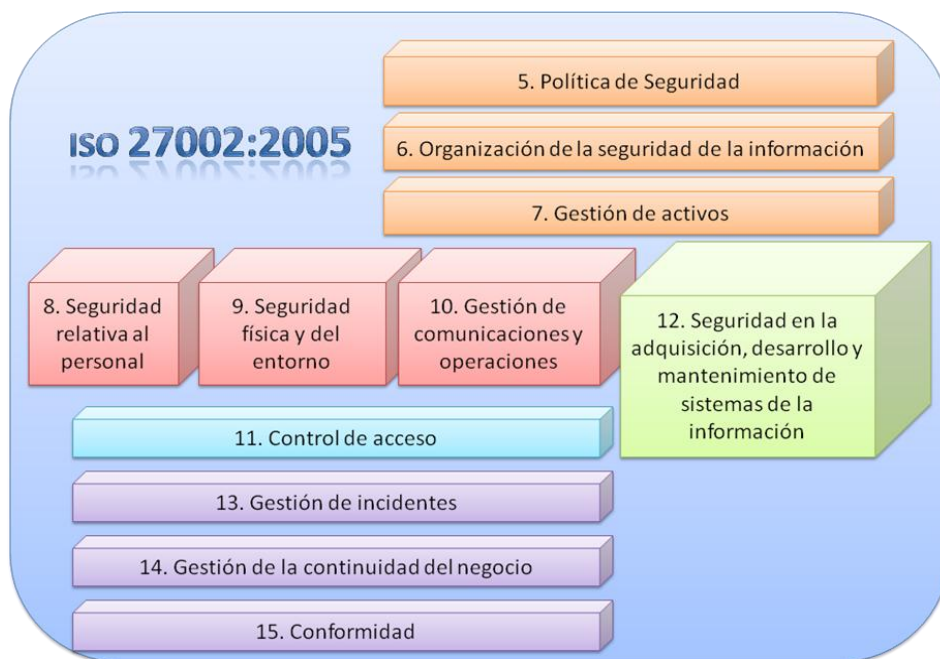 ISO 27002:2005
5. Política de Seguridad
6. Organización de la seguridad de la información
7. Gestión de activos
8. Seguridad
relativa al
personal
9. Seguridad
física y del
entorno
10. Gestión de
comunicaciones y
operaciones
12. Seguridad en la
adquisición, desarrollo y
mantenimiento de
sistemas de la
información
11. Control de acceso
13. Gestión de incidentes
14. Gestión de la continuidad del negocio
15. Conformidad